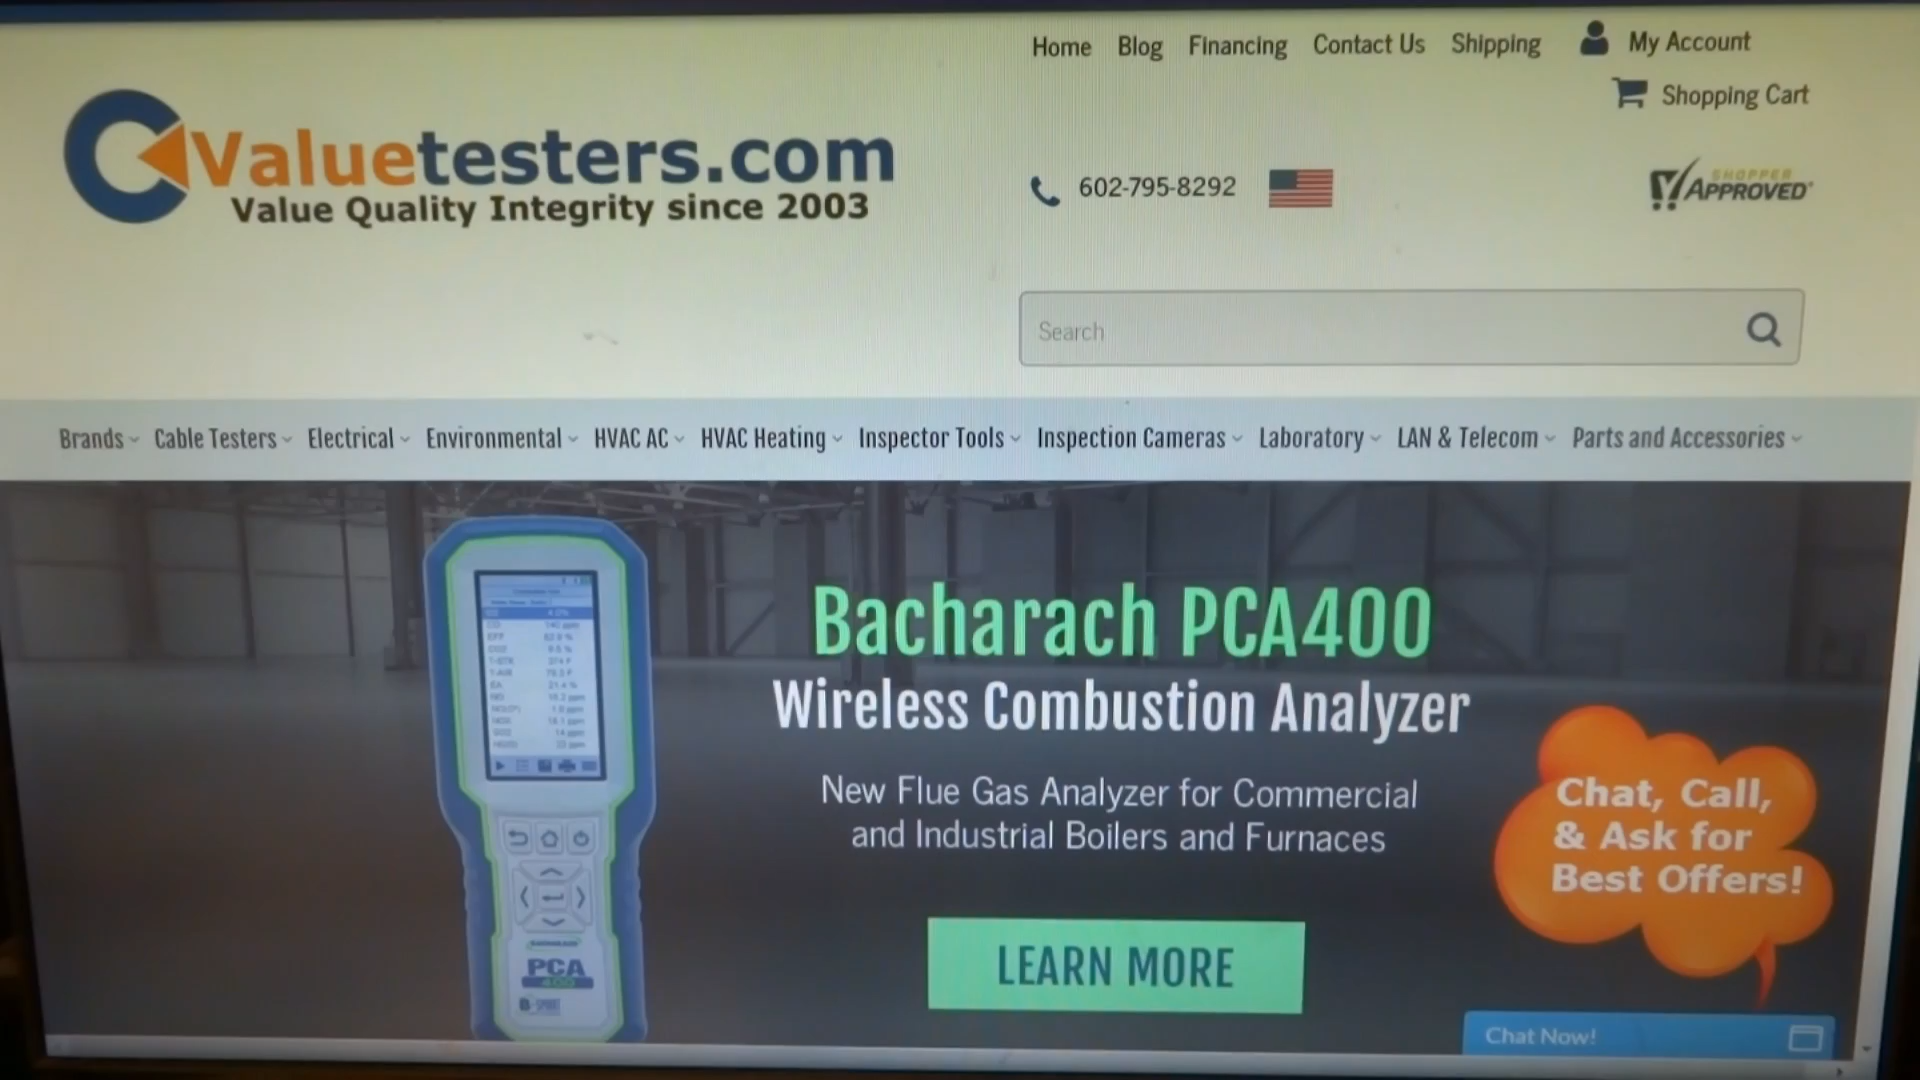 Home Blog Financing Contact Us Shipping My Account
Shopping Cart
Valuetesters.com
Value Quality Integrity since 2003
602-795-8292
SHOPPER
APPROVED
Search
Brands Cable Testers Electrical Environmental HVAC AC HVAC Heating Inspector Tools Inspection Cameras Laboratory LAN & Telecom Parts and Accessories
Bacharach PCA400
Wireless Combustion Analyzer
New Flue Gas Analyzer for Commercial
and Industrial Boilers and Furnaces
LEARN MORE
Chat, Call,
& Ask for
Best Offers!
Chat Now!
PCA
400